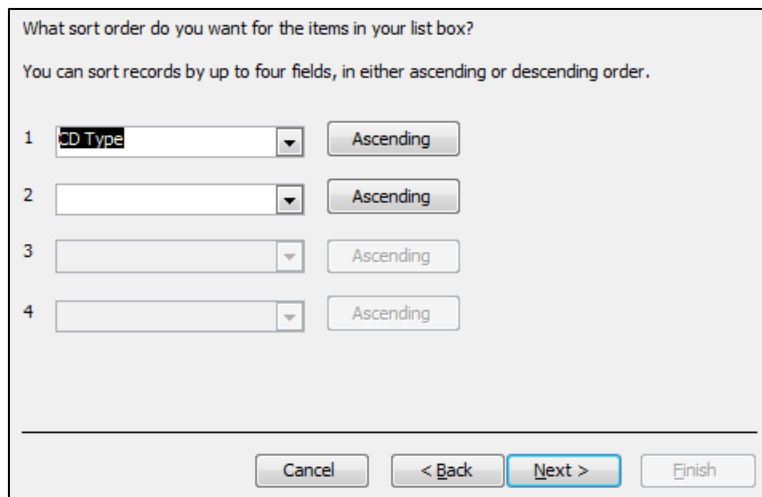 What sort order do you want for the items in your list box?
You can sort records by up to four fields, in either ascending or descending order.
1 CD Type Ascending
2 Ascending
3 Ascending
4 Ascending
Cancel < Back Next > Finish